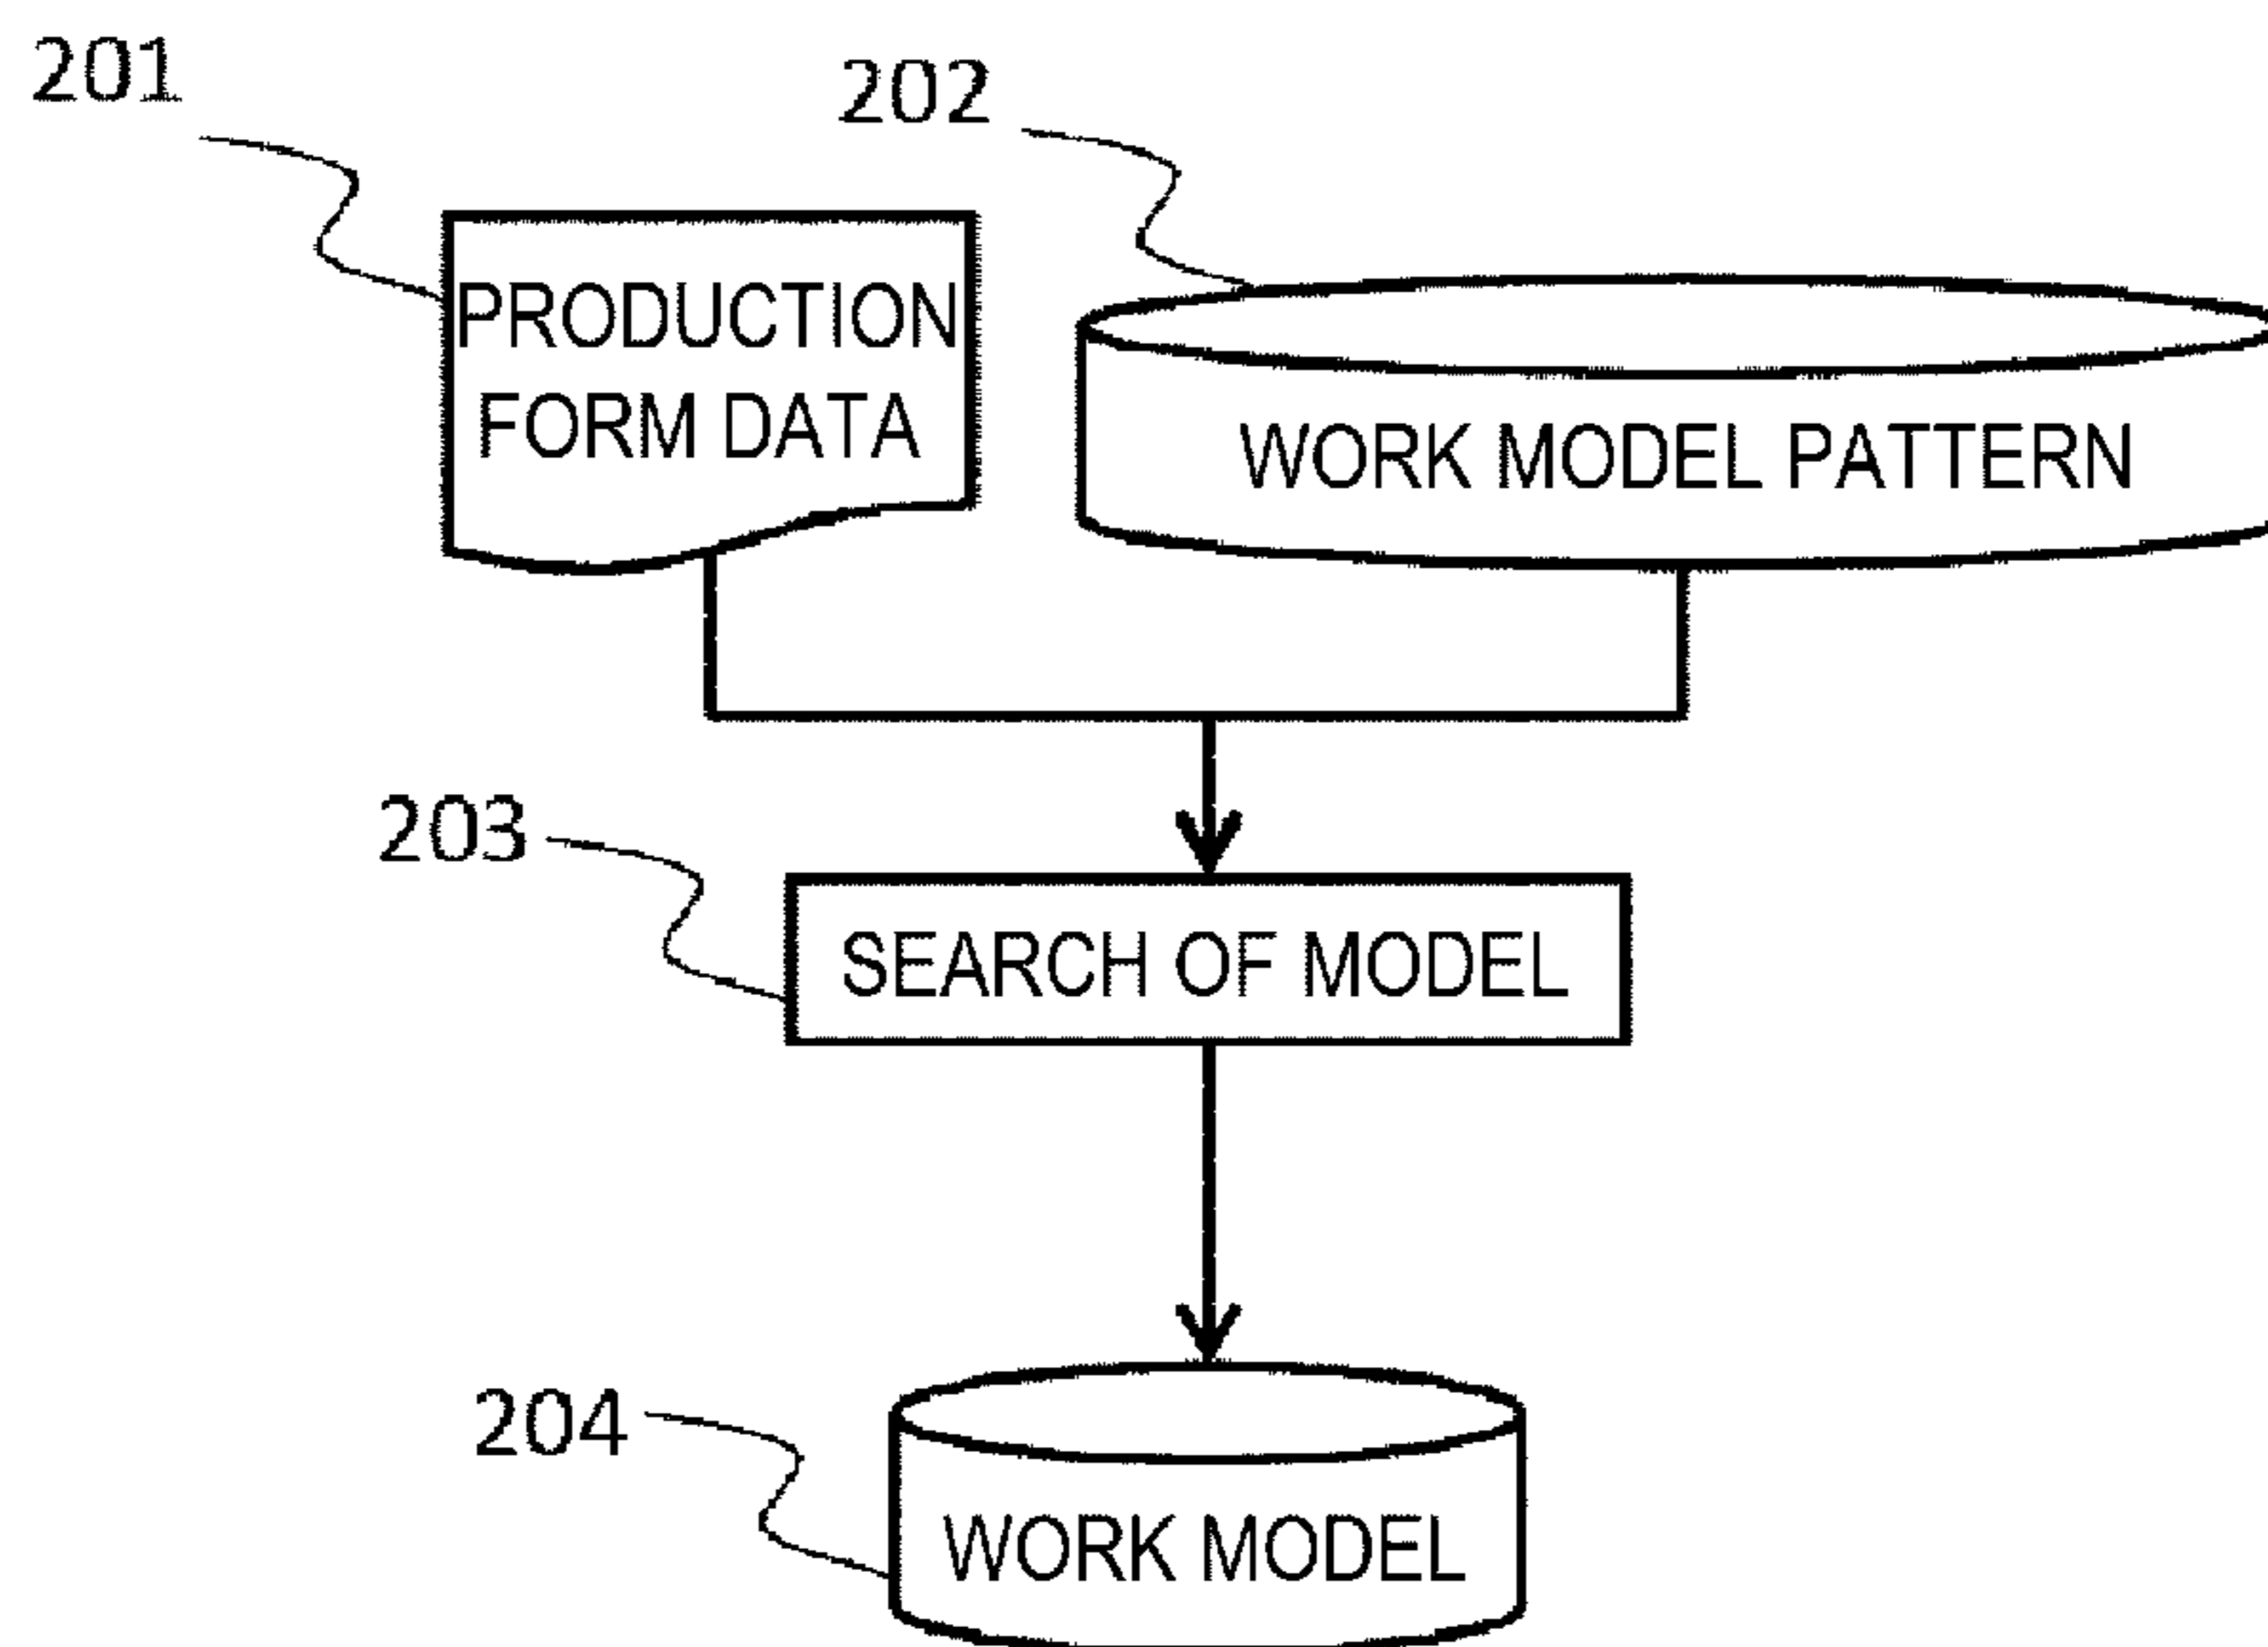 201
202
PRODUCTION
FORM DATA
WORK MODEL PATTERN
203
SEARCH OF MODEL
204
WORK MODEL